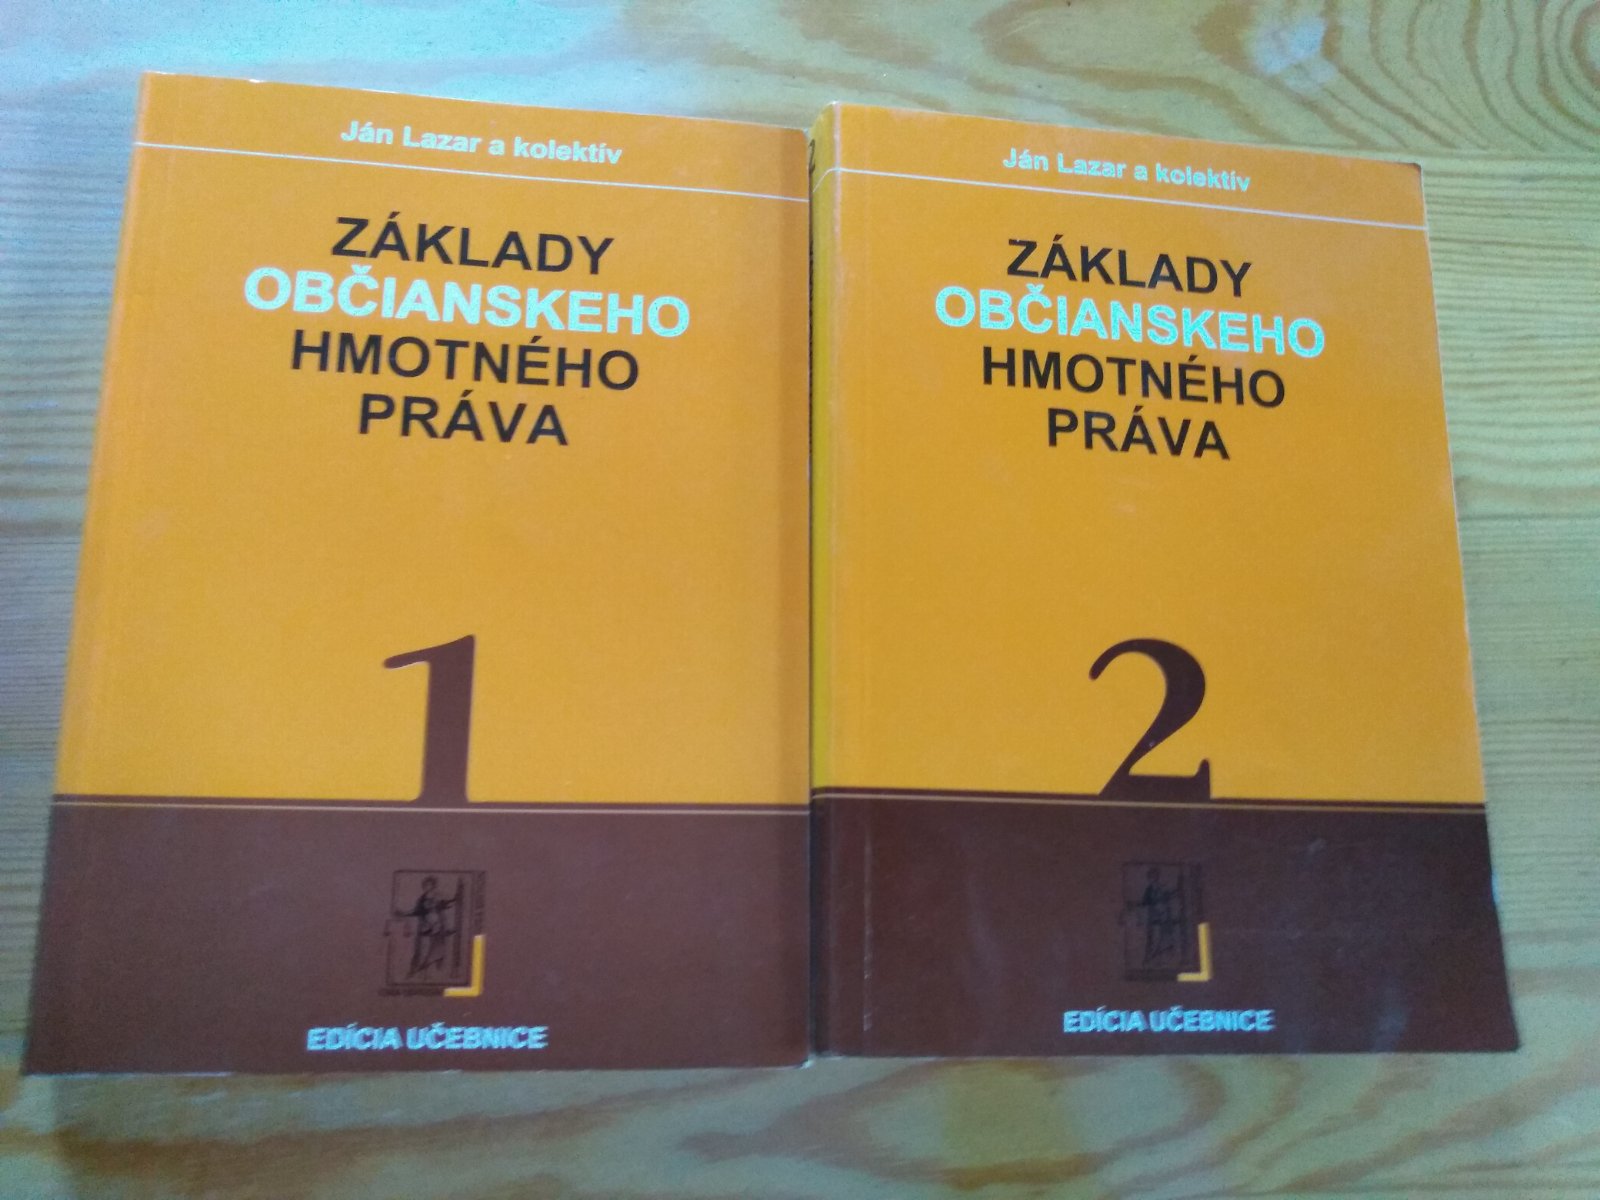 Ján Lazar a kolektív
ZÁKLADY
OBČIANSKEHO
HMOTNÉHO
PRÁVA
1
EDÍCIA UČEBNICE
Ján Lazar a kolektív
ZÁKLADY
OBČIANSKEHO
HMOTNÉHO
PRÁVA
2
EDÍCIA UČEBNICE